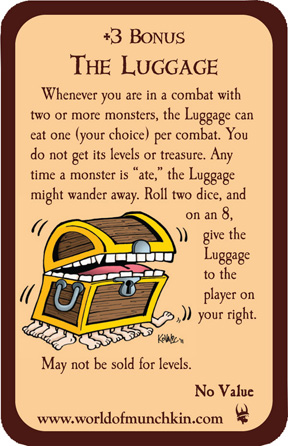 +3 Bonus
The Luggage
Whenever you are in a combat with
two or more monsters, the Luggage can
eat one (your choice) per combat. You
do not get its levels or treasure. Any
time a monster is “ate,” the Luggage
might wander away. Roll two dice, and
on an 8,
give the
Luggage
to the
player on
your right.
May not be sold for levels.
No Value
www.worldofmunchkin.com